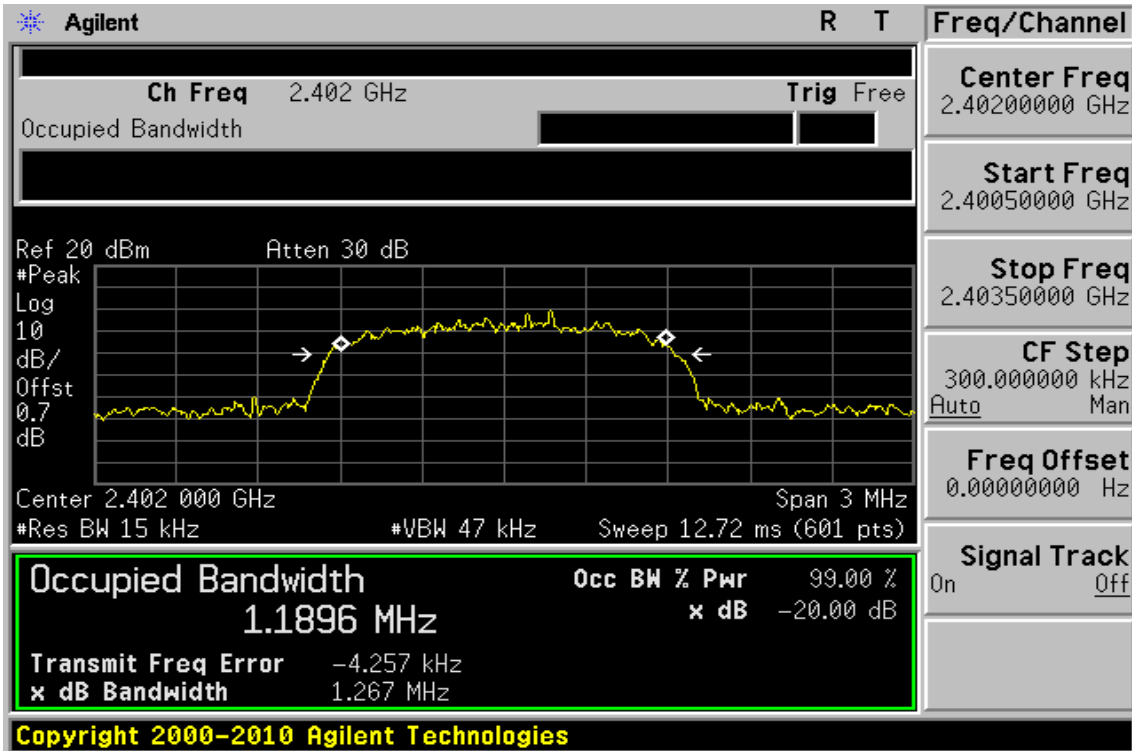 Agilent R T
Ch Freq 2.402 GHz Trig Free
Occupied Bandwidth
Ref 20 dBm Atten 30 dB
#Peak
Log
10
dB/
Offst
0.7
dB
Center 2.402 000 GHz Span 3 MHz
#Res BW 15 kHz #VBW 47 kHz Sweep 12.72 ms (601 pts)
Occupied Bandwidth
1.1896 MHz
Occ BW % Pwr 99.00 %
x dB -20.00 dB
Transmit Freq Error -4.257 kHz
x dB Bandwidth 1.267 MHz
Copyright 2000-2010 Agilent Technologies
Freq/Channel
Center Freq
2.40200000 GHz
Start Freq
2.40050000 GHz
Stop Freq
2.40350000 GHz
CF Step
300.000000 kHz
Auto Man
Freq Offset
0.00000000 Hz
Signal Track
On Off